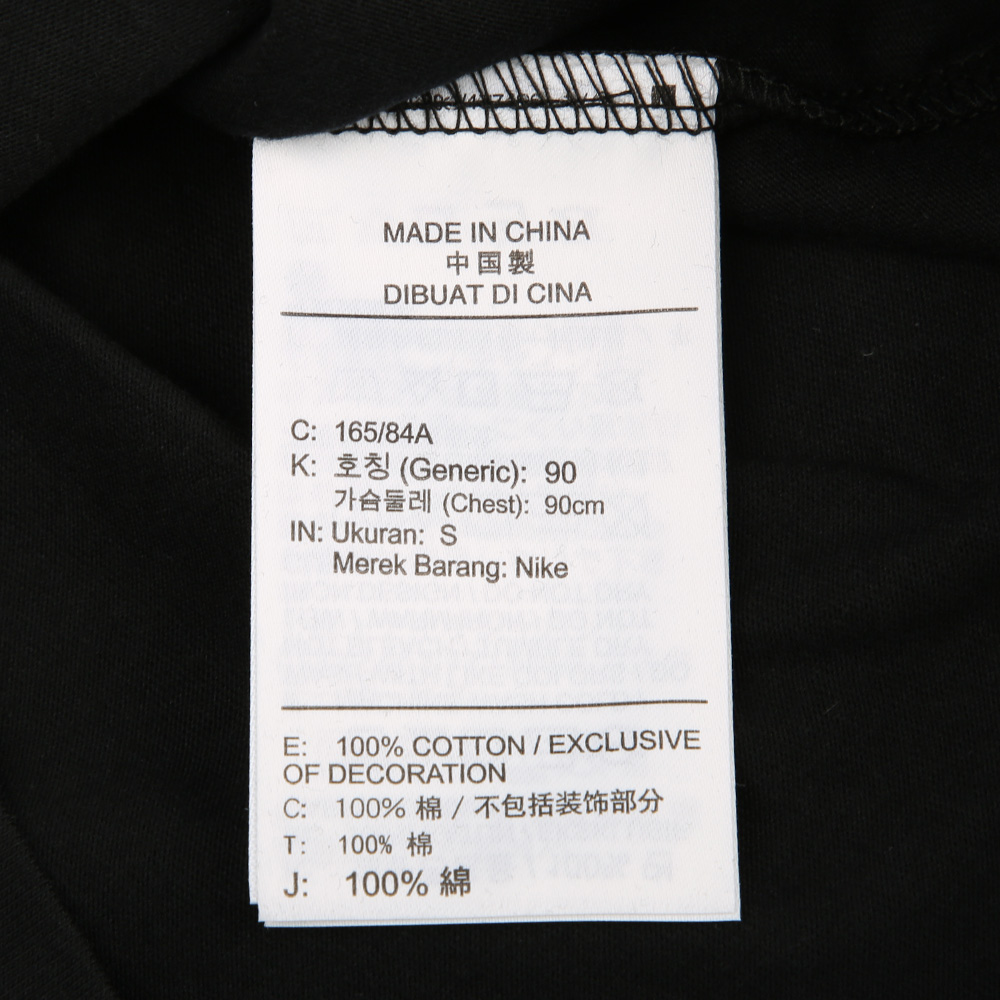 MADE IN CHINA
中国製
DIBUAT DI CINA
C: 165/84A
K: 호칭 (Generic): 90
가슴둘레 (Chest): 90cm
IN: Ukuran: S
Merek Barang: Nike
E: 100% COTTON / EXCLUSIVE
OF DECORATION
C: 100% 棉 / 不包括装饰部分
T: 100% 棉
J: 100% 綿